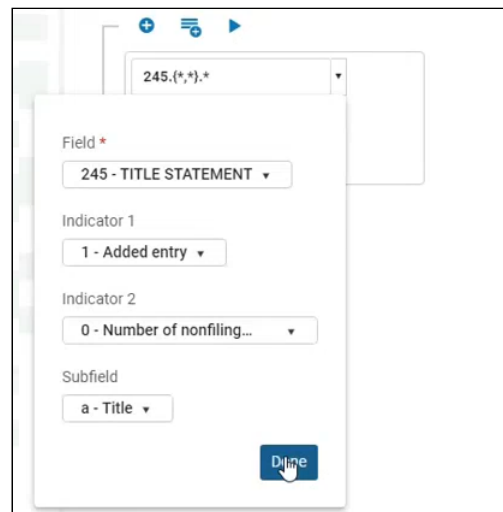 245.{*,*}.*
Field *
245 - TITLE STATEMENT
Indicator 1
1 - Added entry
Indicator 2
0 - Number of nonfiling...
Subfield
a - Title
Done